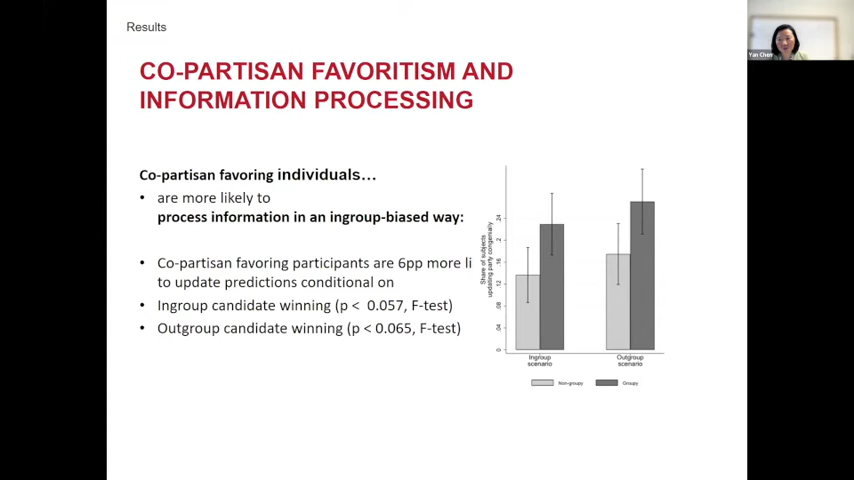 Results
CO-PARTISAN FAVORITISM AND
INFORMATION PROCESSING
Co-partisan favoring individuals…
• are more likely to
process information in an ingroup-biased way:
• Co-partisan favoring participants are 6pp more li
to update predictions conditional on
• Ingroup candidate winning (p < 0.057, F-test)
• Outgroup candidate winning (p < 0.065, F-test)
Share of subjects
updating party congenially
.24
.2
.16
.12
.08
.04
0
Ingroup
scenario
Outgroup
scenario
Non-groupy
Groupy
Yan Chen